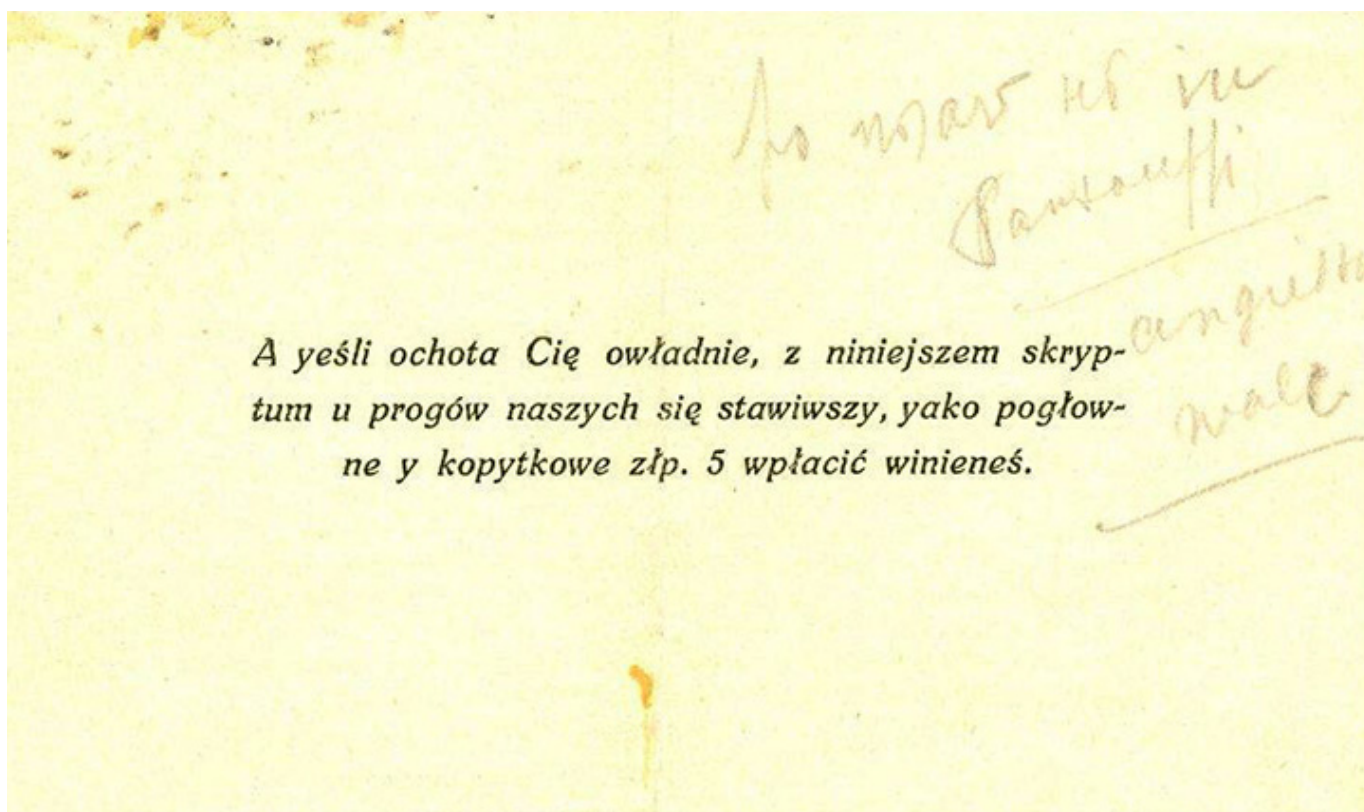 A yeśli ochota Cię owładnie, z niniejszem skryp-
tum u progów naszych się stawiwszy, yako pogłow-
ne y kopytkowe złp. 5 wpłacić winieneś.
walc